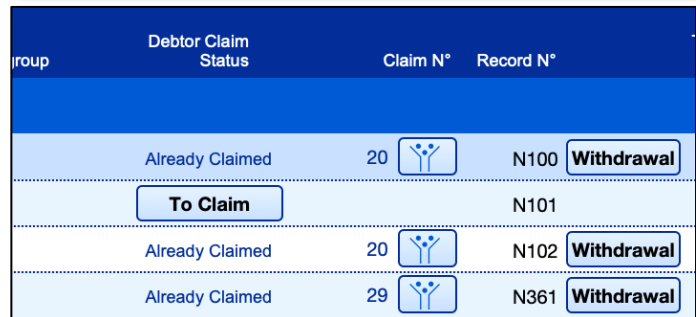 group Debtor Claim Status Claim N° Record N°
Already Claimed 20 N100 Withdrawal
To Claim N101
Already Claimed 20 N102 Withdrawal
Already Claimed 29 N361 Withdrawal